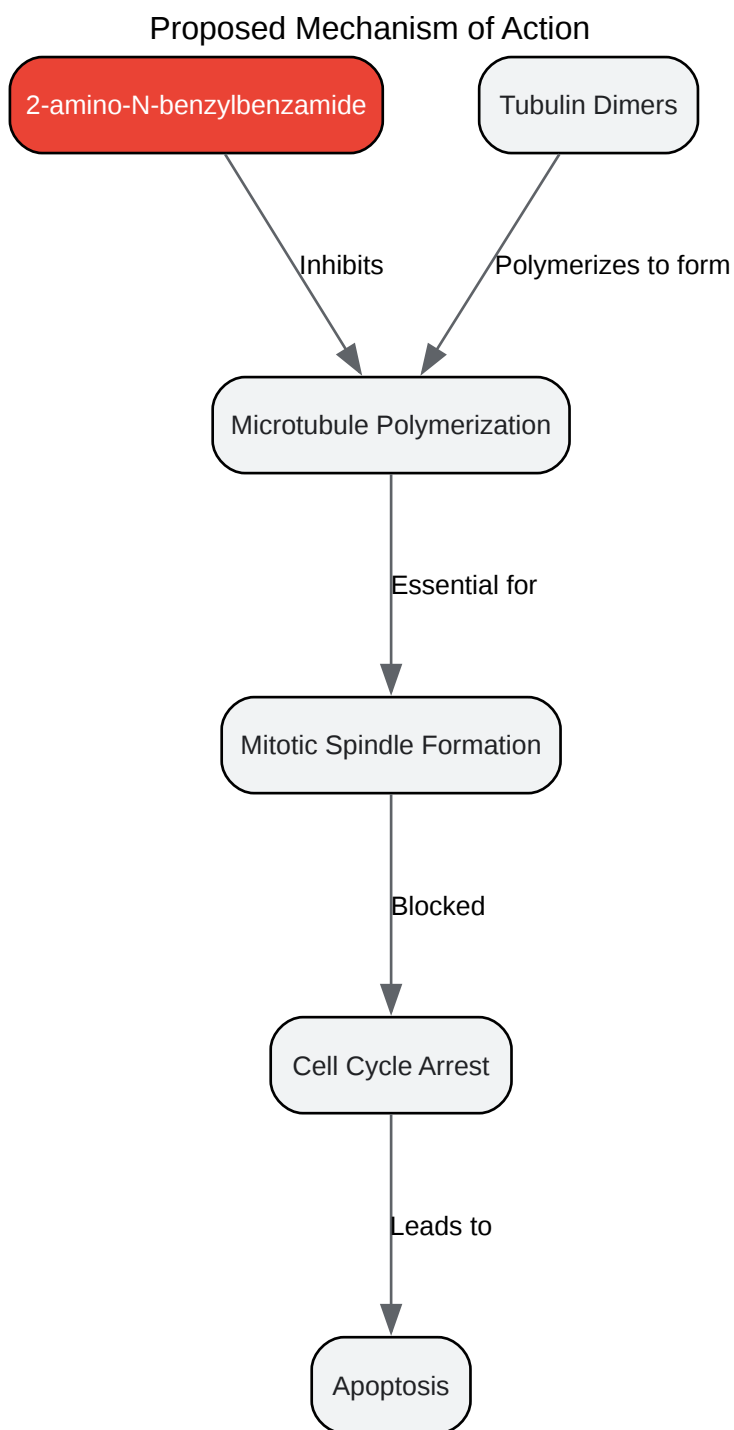 Proposed Mechanism of Action
2-amino-N-benzylbenzamide
Tubulin Dimers
Inhibits
Polymerizes to form
Microtubule Polymerization
Essential for
Mitotic Spindle Formation
Blocked
Cell Cycle Arrest
Leads to
Apoptosis